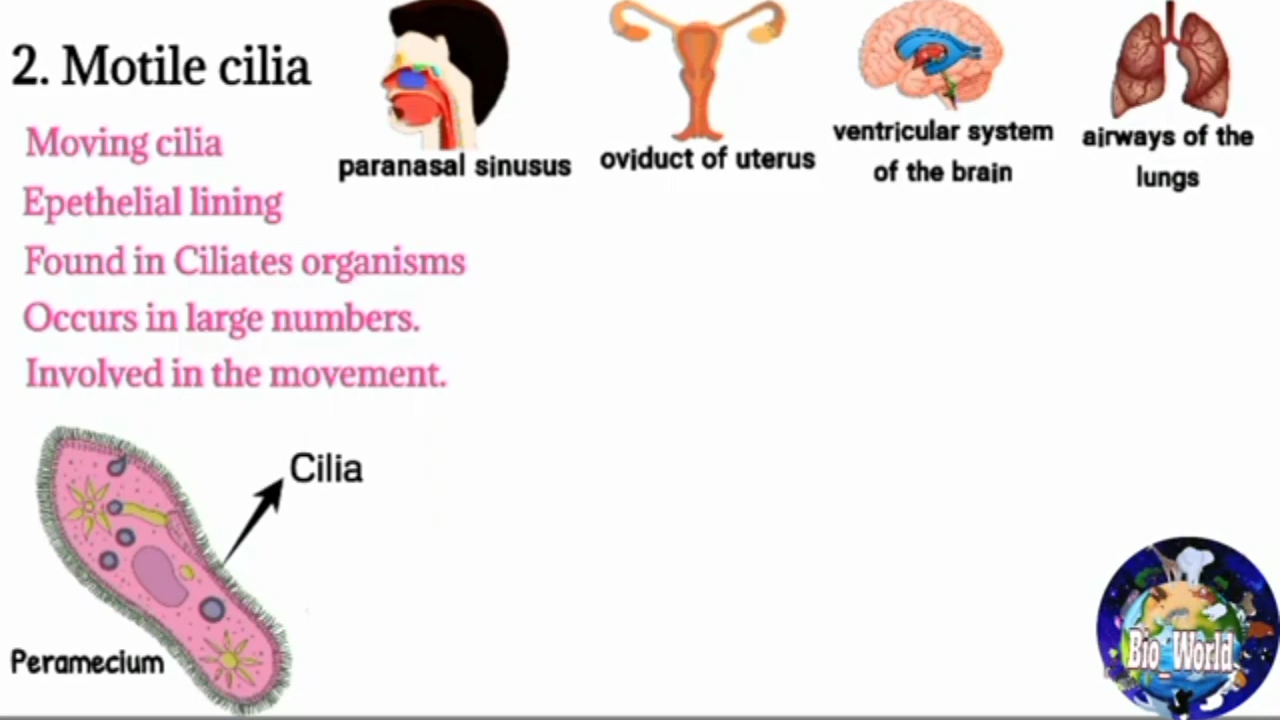 2. Motile cilia
Moving cilia
Epethelial lining
Found in Ciliates organisms
Occurs in large numbers.
Involved in the movement.
paranasal sinusus
oviduct of uterus
ventricular system
of the brain
airways of the
lungs
Cilia
Peramecium
Bio_World